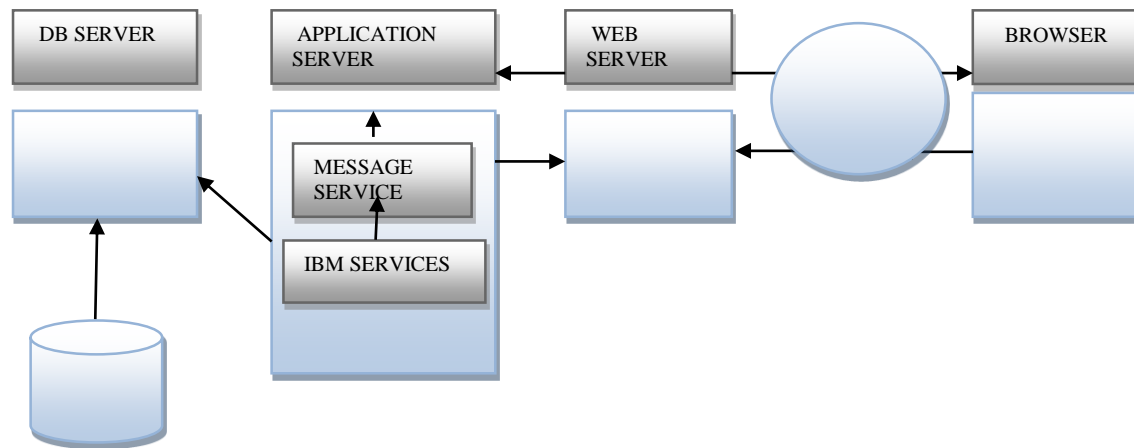 DB SERVER
APPLICATION
SERVER
WEB
SERVER
BROWSER
MESSAGE
SERVICE
IBM SERVICES